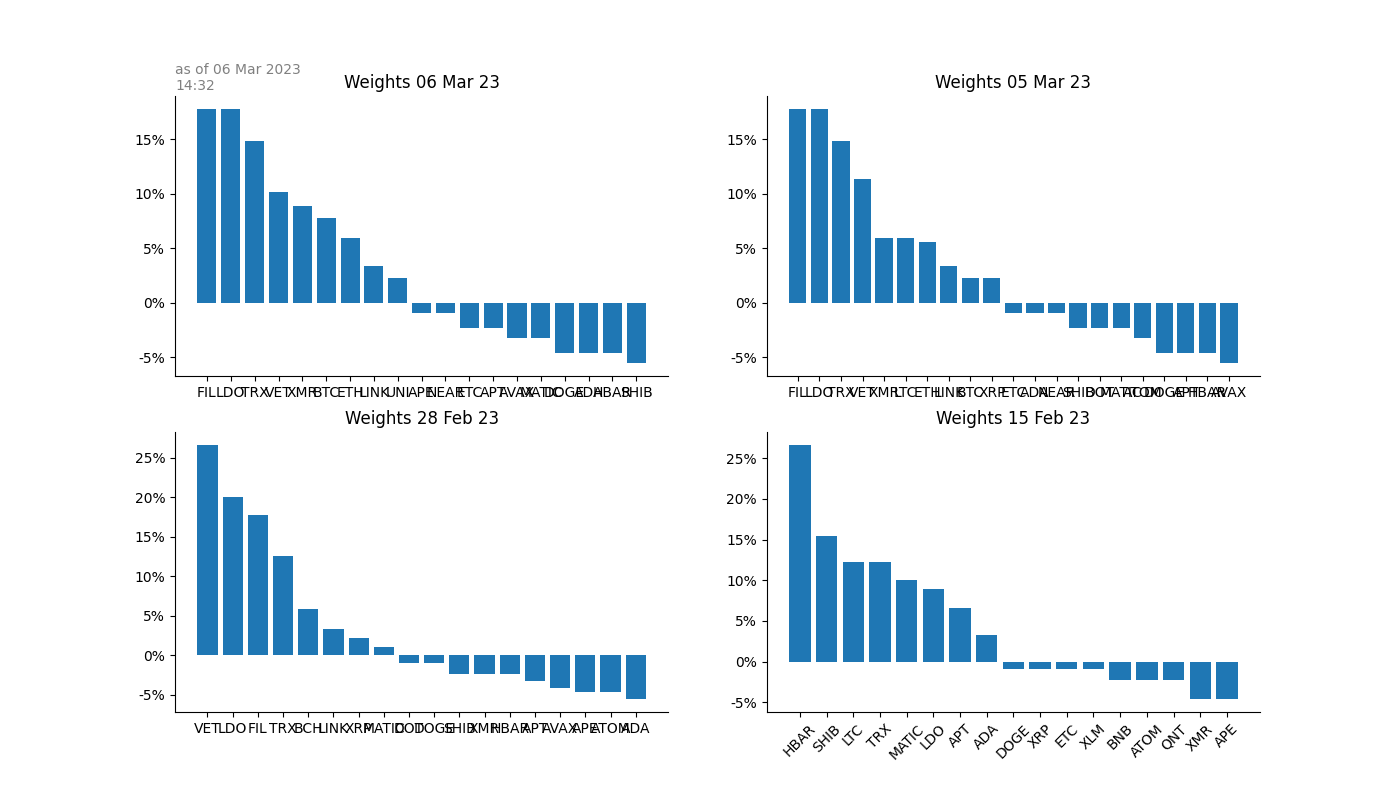 as of 06 Mar 2023
14:32
Weights 06 Mar 23
15%
10%
5%
0%
-5%
FIL LDO TRX VET XMR BTC ETH LINK UNI APE NEAR ETC APT AVAX MATIC DOGE ADA HBAR SHIB
Weights 05 Mar 23
15%
10%
5%
0%
-5%
FIL LDO TRX VET XMR LTC ETH LINK BTC XRP ETC ADA NEAR SHIB DOT MATIC ATOM DOGE APT HBAR AVAX
Weights 28 Feb 23
25%
20%
15%
10%
5%
0%
-5%
VET LDO FIL TRX BCH LINK XRP MATIC DOT DOGE SHIB XMR HBAR APT AVAX APE ATOM ADA
Weights 15 Feb 23
25%
20%
15%
10%
5%
0%
-5%
HBAR SHIB LTC TRX MATIC LDO APT ADA DOGE XRP ETC XLM BNB ATOM QNT XMR APE